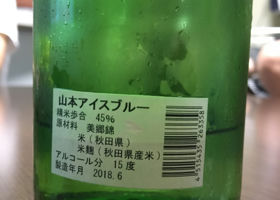 山本アイスブルー
精米歩合 45%
原材料 美郷錦
米(秋田県)
米麹(秋田県産米)
アルコール分 15度
製造年月 2018.6
4515435263358